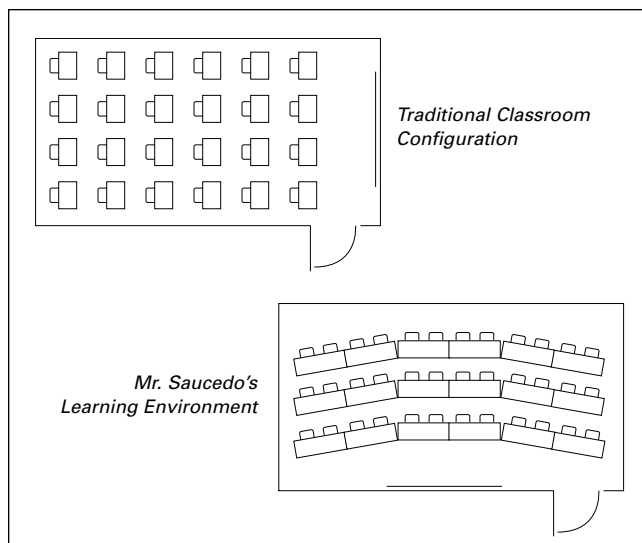 Traditional Classroom
Configuration
Mr. Saucedo’s
Learning Environment